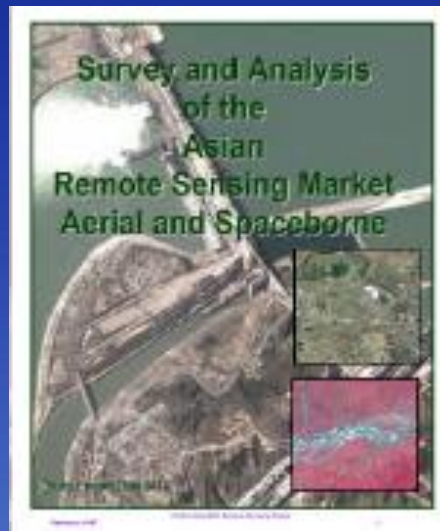 Survey and Analysis
of the
Asian
Remote Sensing Market
Aerial and Spaceborne